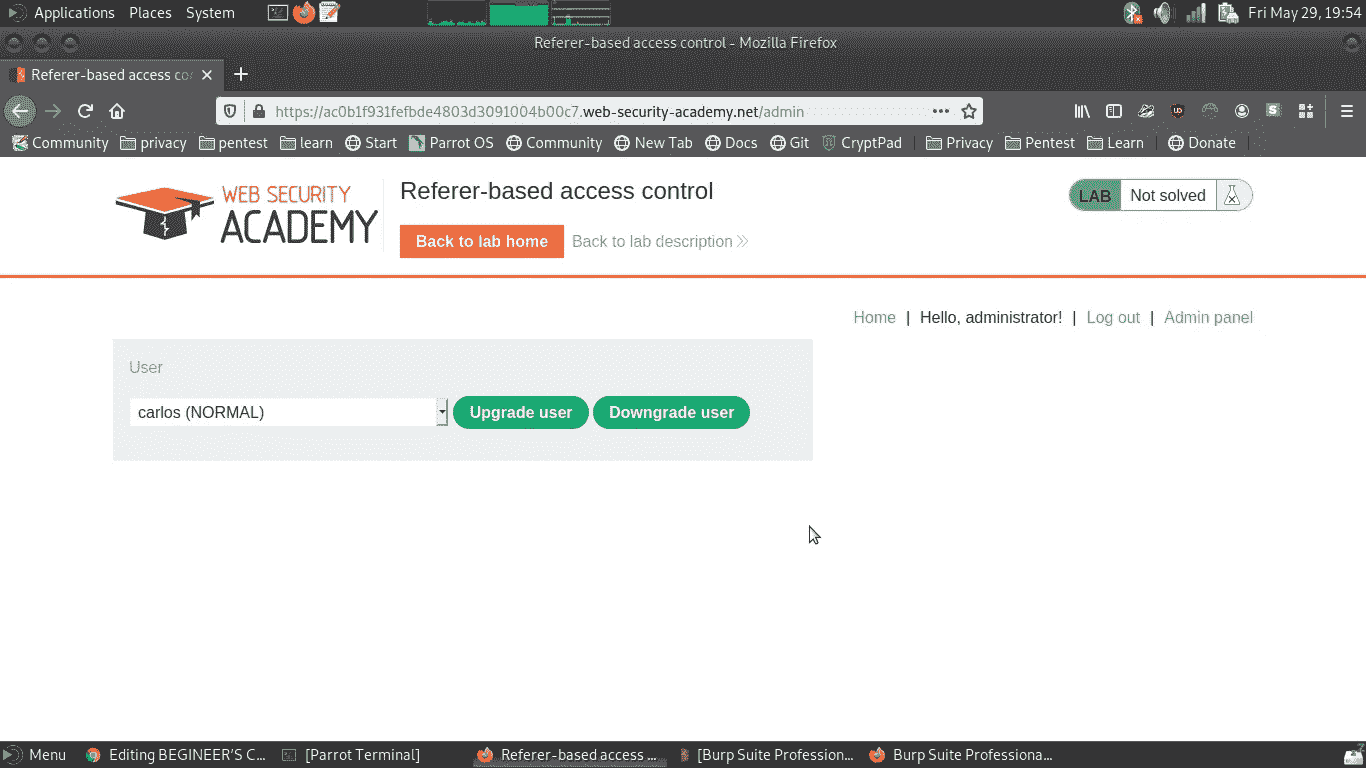 Applications Places System Fri May 29, 19:54
Referer-based access control - Mozilla Firefox
Referer-based access co
https://ac0b1f931fefbde4803d3091004b00c7.web-security-academy.net/admin
Community privacy pentest learn Start Parrot OS Community New Tab Docs Git CryptPad Privacy Pentest Learn Donate
WEB SECURITY
ACADEMY
Referer-based access control
Back to lab home Back to lab description
LAB Not solved
Home | Hello, administrator! | Log out | Admin panel
User
carlos (NORMAL) Upgrade user Downgrade user
Menu Editing BEGINEER’S C... [Parrot Terminal] Referer-based access ... [Burp Suite Profession... Burp Suite Professiona...